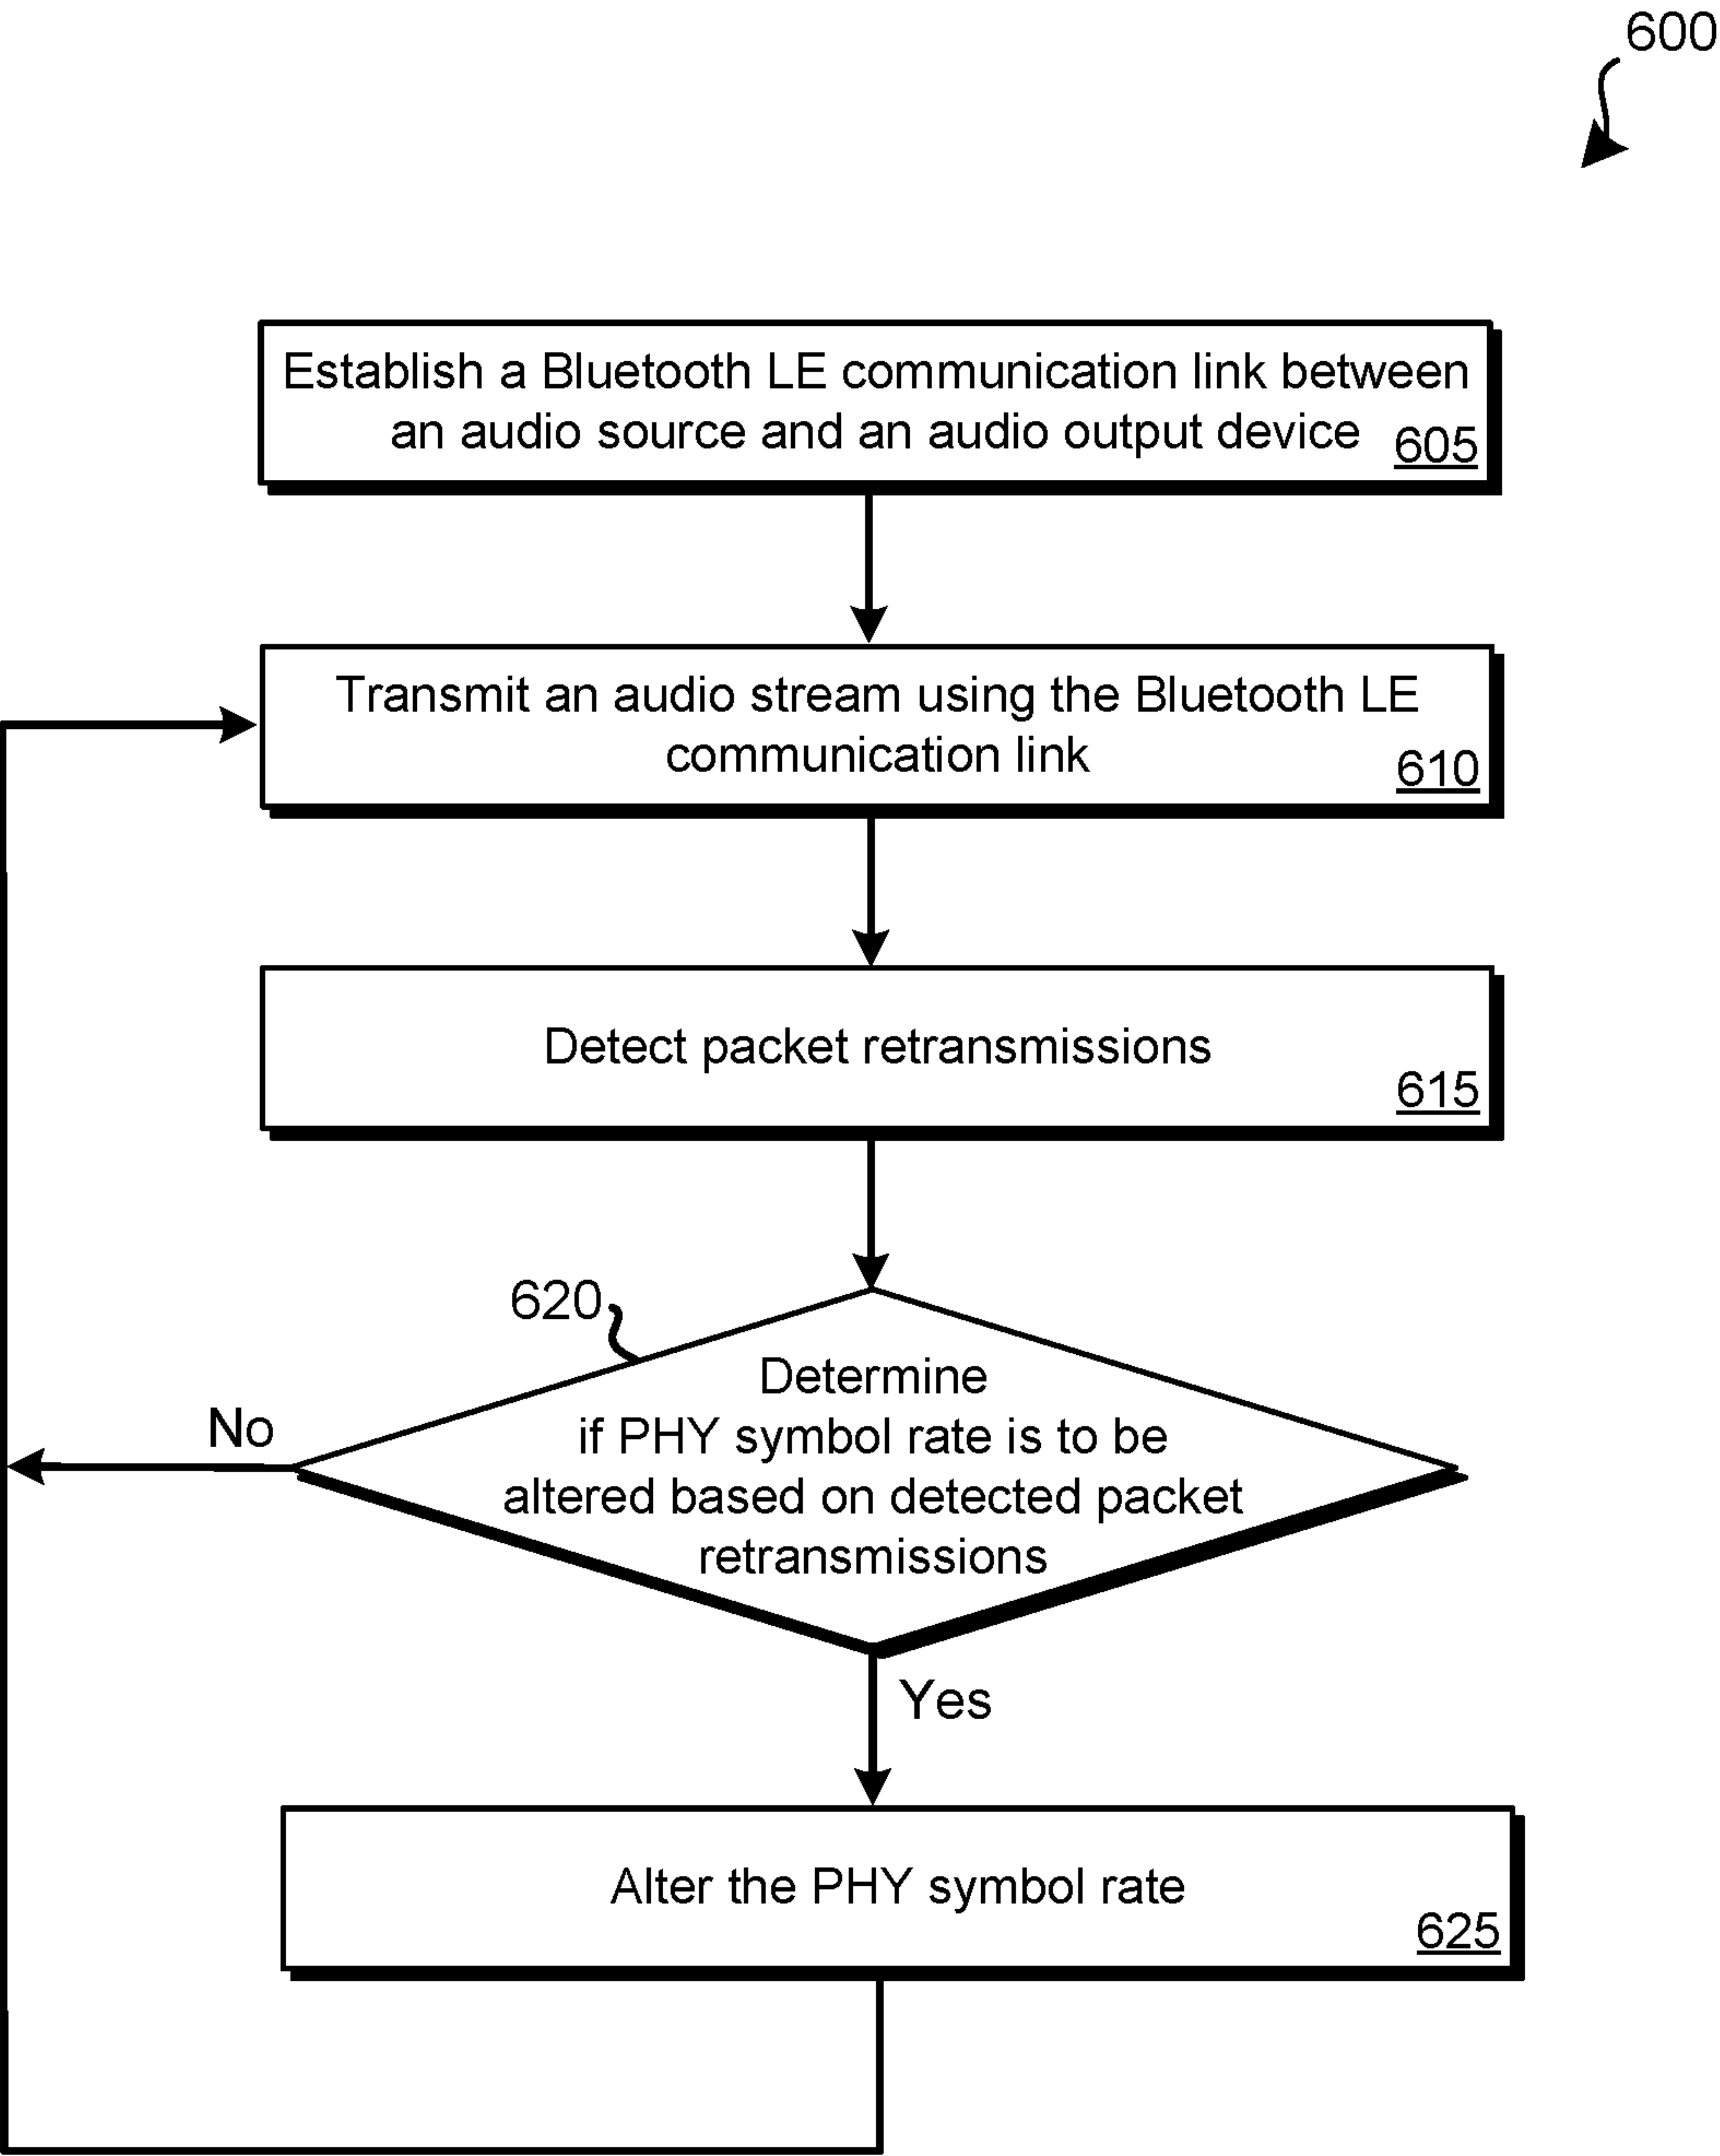 600
Establish a Bluetooth LE communication link between
an audio source and an audio output device
605
Transmit an audio stream using the Bluetooth LE
communication link
610
Detect packet retransmissions
615
620
Determine
if PHY symbol rate is to be
altered based on detected packet
retransmissions
No
Yes
Alter the PHY symbol rate
625